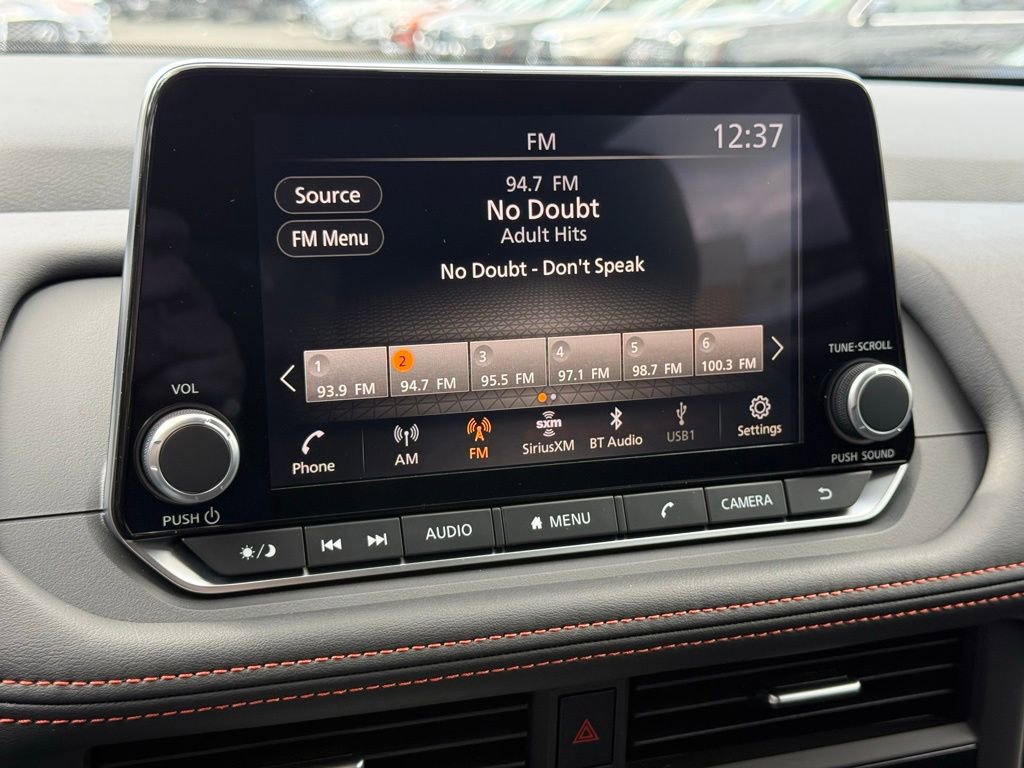 FM
12:37
Source
94.7 FM
No Doubt
FM Menu
Adult Hits
No Doubt - Don't Speak
1
2
3
4
5
6
93.9 FM
94.7 FM
95.5 FM
97.1 FM
98.7 FM
100.3 FM
Phone
AM
FM
sxm
SiriusXM
BT Audio
USB1
Settings
VOL
PUSH
TUNE·SCROLL
PUSH SOUND
AUDIO
MENU
CAMERA